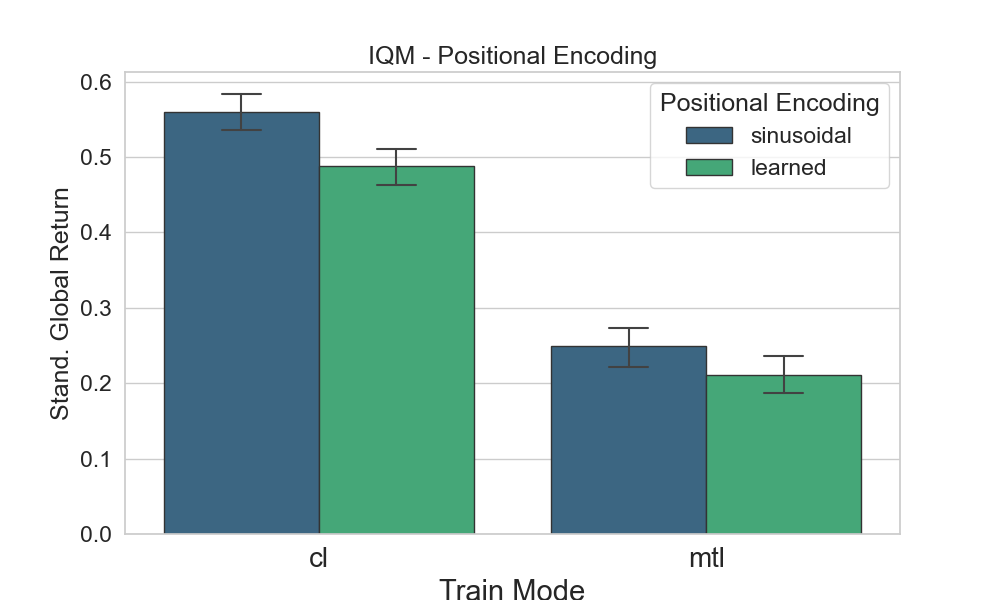 IQM - Positional Encoding
Stand. Global Return
0.6
0.5
0.4
0.3
0.2
0.1
0.0
Positional Encoding
sinusoidal
learned
cl
mtl
Train Mode